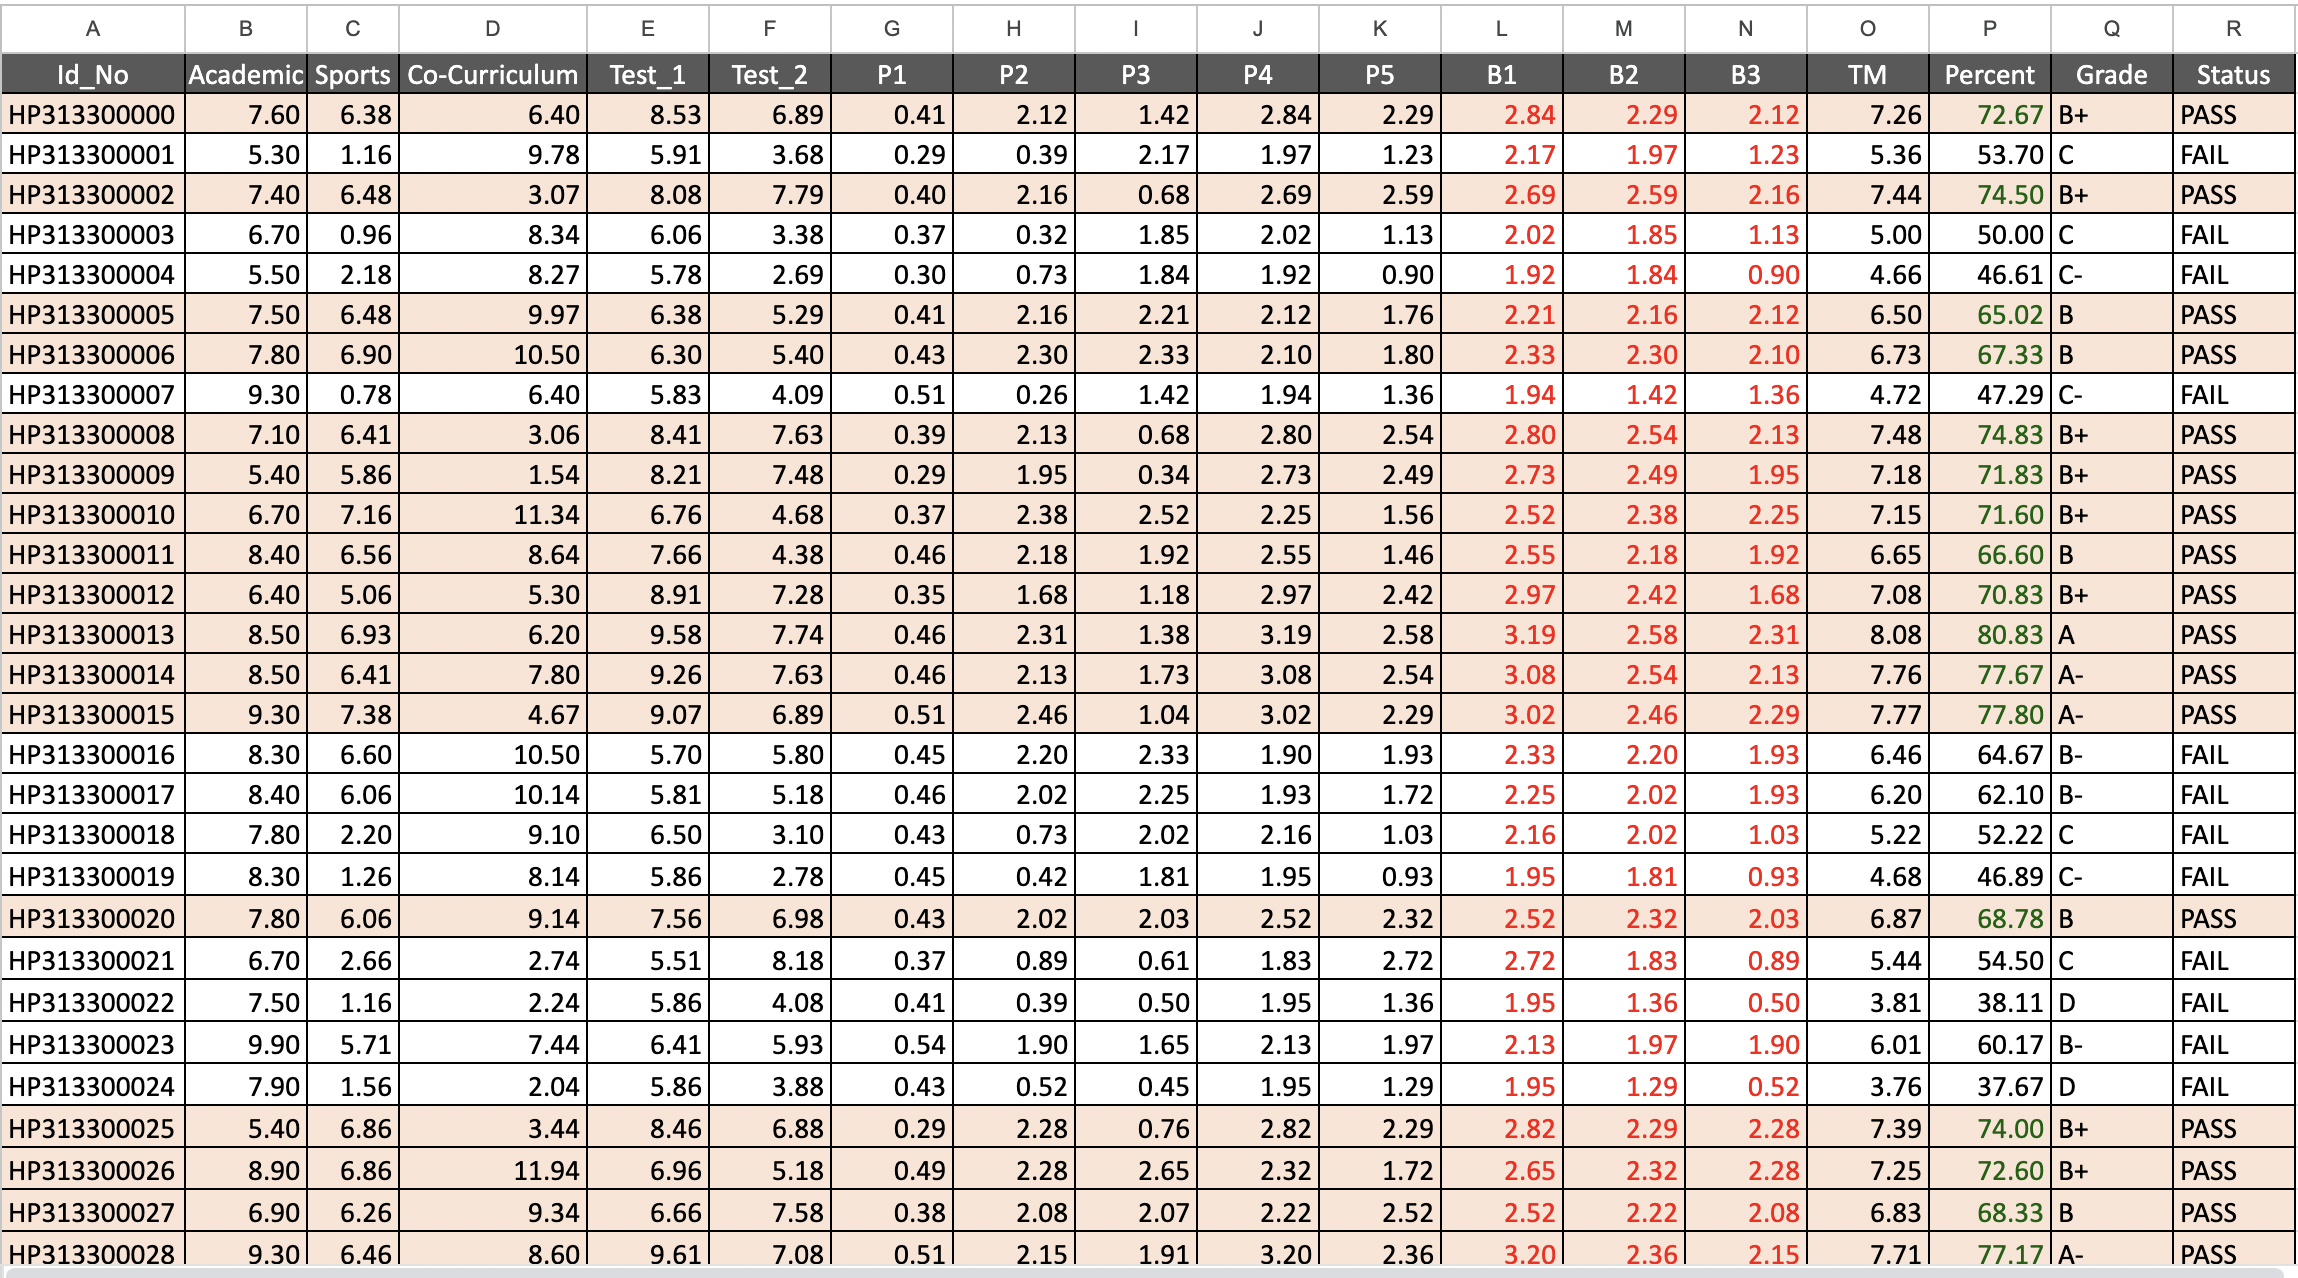 A B C D E F G H I J K L M N O P Q R
Id_No Academic Sports Co-Curriculum Test_1 Test_2 P1 P2 P3 P4 P5 B1 B2 B3 TM Percent Grade Status
HP313300000 7.60 6.38 6.40 8.53 6.89 0.41 2.12 1.42 2.84 2.29 2.84 2.29 2.12 7.26 72.67 B+ PASS
HP313300001 5.30 1.16 9.78 5.91 3.68 0.29 0.39 2.17 1.97 1.23 2.17 1.97 1.23 5.36 53.70 C FAIL
HP313300002 7.40 6.48 3.07 8.08 7.79 0.40 2.16 0.68 2.69 2.59 2.69 2.59 2.16 7.44 74.50 B+ PASS
HP313300003 6.70 0.96 8.34 6.06 3.38 0.37 0.32 1.85 2.02 1.13 2.02 1.85 1.13 5.00 50.00 C FAIL
HP313300004 5.50 2.18 8.27 5.78 2.69 0.30 0.73 1.84 1.92 0.90 1.92 1.84 0.90 4.66 46.61 C- FAIL
HP313300005 7.50 6.48 9.97 6.38 5.29 0.41 2.16 2.21 2.12 1.76 2.21 2.16 2.12 6.50 65.02 B PASS
HP313300006 7.80 6.90 10.50 6.30 5.40 0.43 2.30 2.33 2.10 1.80 2.33 2.30 2.10 6.73 67.33 B PASS
HP313300007 9.30 0.78 6.40 5.83 4.09 0.51 0.26 1.42 1.94 1.36 1.94 1.42 1.36 4.72 47.29 C- FAIL
HP313300008 7.10 6.41 3.06 8.41 7.63 0.39 2.13 0.68 2.80 2.54 2.80 2.54 2.13 7.48 74.83 B+ PASS
HP313300009 5.40 5.86 1.54 8.21 7.48 0.29 1.95 0.34 2.73 2.49 2.73 2.49 1.95 7.18 71.83 B+ PASS
HP313300010 6.70 7.16 11.34 6.76 4.68 0.37 2.38 2.52 2.25 1.56 2.52 2.38 2.25 7.15 71.60 B+ PASS
HP313300011 8.40 6.56 8.64 7.66 4.38 0.46 2.18 1.92 2.55 1.46 2.55 2.18 1.92 6.65 66.60 B PASS
HP313300012 6.40 5.06 5.30 8.91 7.28 0.35 1.68 1.18 2.97 2.42 2.97 2.42 1.68 7.08 70.83 B+ PASS
HP313300013 8.50 6.93 6.20 9.58 7.74 0.46 2.31 1.38 3.19 2.58 3.19 2.58 2.31 8.08 80.83 A PASS
HP313300014 8.50 6.41 7.80 9.26 7.63 0.46 2.13 1.73 3.08 2.54 3.08 2.54 2.13 7.76 77.67 A- PASS
HP313300015 9.30 7.38 4.67 9.07 6.89 0.51 2.46 1.04 3.02 2.29 3.02 2.46 2.29 7.77 77.80 A- PASS
HP313300016 8.30 6.60 10.50 5.70 5.80 0.45 2.20 2.33 1.90 1.93 2.33 2.20 1.93 6.46 64.67 B- FAIL
HP313300017 8.40 6.06 10.14 5.81 5.18 0.46 2.02 2.25 1.93 1.72 2.25 2.02 1.93 6.20 62.10 B- FAIL
HP313300018 7.80 2.20 9.10 6.50 3.10 0.43 0.73 2.02 2.16 1.03 2.16 2.02 1.03 5.22 52.22 C FAIL
HP313300019 8.30 1.26 8.14 5.86 2.78 0.45 0.42 1.81 1.95 0.93 1.95 1.81 0.93 4.68 46.89 C- FAIL
HP313300020 7.80 6.06 9.14 7.56 6.98 0.43 2.02 2.03 2.52 2.32 2.52 2.32 2.03 6.87 68.78 B PASS
HP313300021 6.70 2.66 2.74 5.51 8.18 0.37 0.89 0.61 1.83 2.72 2.72 1.83 0.89 5.44 54.50 C FAIL
HP313300022 7.50 1.16 2.24 5.86 4.08 0.41 0.39 0.50 1.95 1.36 1.95 1.36 0.50 3.81 38.11 D FAIL
HP313300023 9.90 5.71 7.44 6.41 5.93 0.54 1.90 1.65 2.13 1.97 2.13 1.97 1.90 6.01 60.17 B- FAIL
HP313300024 7.90 1.56 2.04 5.86 3.88 0.43 0.52 0.45 1.95 1.29 1.95 1.29 0.52 3.76 37.67 D FAIL
HP313300025 5.40 6.86 3.44 8.46 6.88 0.29 2.28 0.76 2.82 2.29 2.82 2.29 2.28 7.39 74.00 B+ PASS
HP313300026 8.90 6.86 11.94 6.96 5.18 0.49 2.28 2.65 2.32 1.72 2.65 2.32 2.28 7.25 72.60 B+ PASS
HP313300027 6.90 6.26 9.34 6.66 7.58 0.38 2.08 2.07 2.22 2.52 2.52 2.22 2.08 6.83 68.33 B PASS
HP313300028 9.30 6.46 8.60 9.61 7.08 0.51 2.15 1.91 3.20 2.36 3.20 2.36 2.15 7.71 77.17 A- PASS